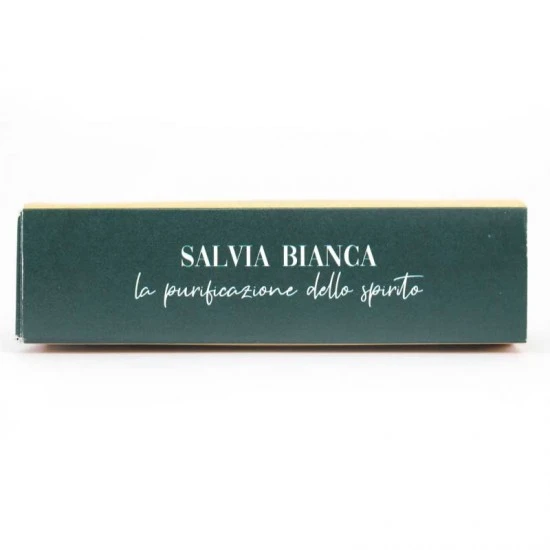 SALVIA BIANCA
la purificazione dello spirito